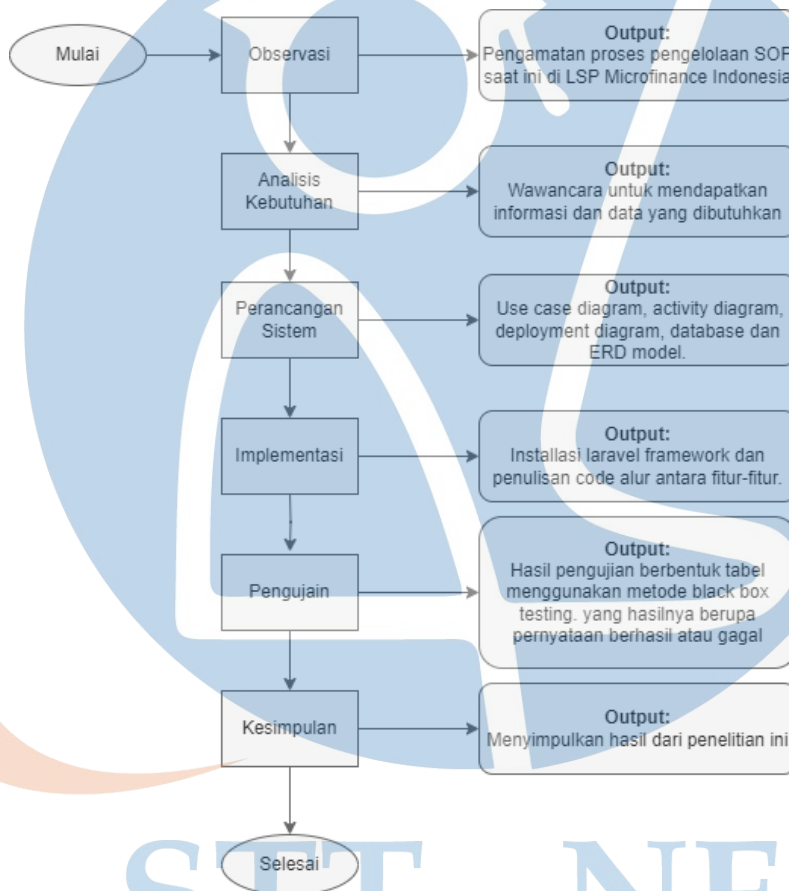 Mulai
Observasi
Output:
Pengamatan proses pengelolaan SOP
saat ini di LSP Microfinance Indonesia
Analisis
Kebutuhan
Output:
Wawancara untuk mendapatkan
informasi dan data yang dibutuhkan
Perancangan
Sistem
Output:
Use case diagram, activity diagram,
deployment diagram, database dan
ERD model.
Implementasi
Output:
Installasi laravel framework dan
penulisan code alur antara fitur-fitur.
Pengujain
Output:
Hasil pengujian berbentuk tabel
menggunakan metode black box
testing. yang hasilnya berupa
pernyataan berhasil atau gagal
Kesimpulan
Output:
Menyimpulkan hasil dari penelitian ini
Selesai
STT NF